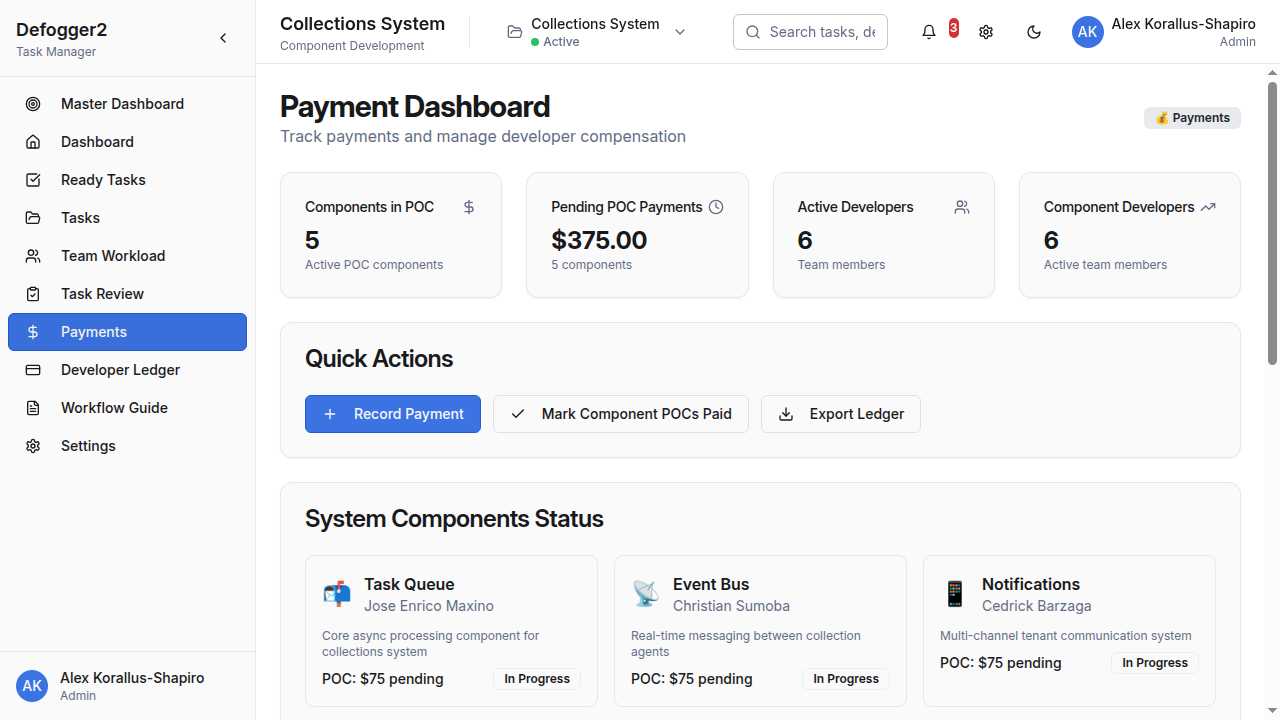 Defogger2
Task Manager
Master Dashboard
Dashboard
Ready Tasks
Tasks
Team Workload
Task Review
Payments
Developer Ledger
Workflow Guide
Settings
AK
Alex Korallus-Shapiro
Admin
Collections System
Component Development
Collections System
Active
Search tasks, de
3
AK
Alex Korallus-Shapiro
Admin
Payment Dashboard
Track payments and manage developer compensation
💰 Payments
Components in POC
5
Active POC components
Pending POC Payments
$375.00
5 components
Active Developers
6
Team members
Component Developers
6
Active team members
Quick Actions
Record Payment
Mark Component POCs Paid
Export Ledger
System Components Status
Task Queue
Jose Enrico Maxino
Core async processing component for
collections system
POC: $75 pending
In Progress
Event Bus
Christian Sumoba
Real-time messaging between collection
agents
POC: $75 pending
In Progress
Notifications
Cedrick Barzaga
Multi-channel tenant communication system
POC: $75 pending
In Progress